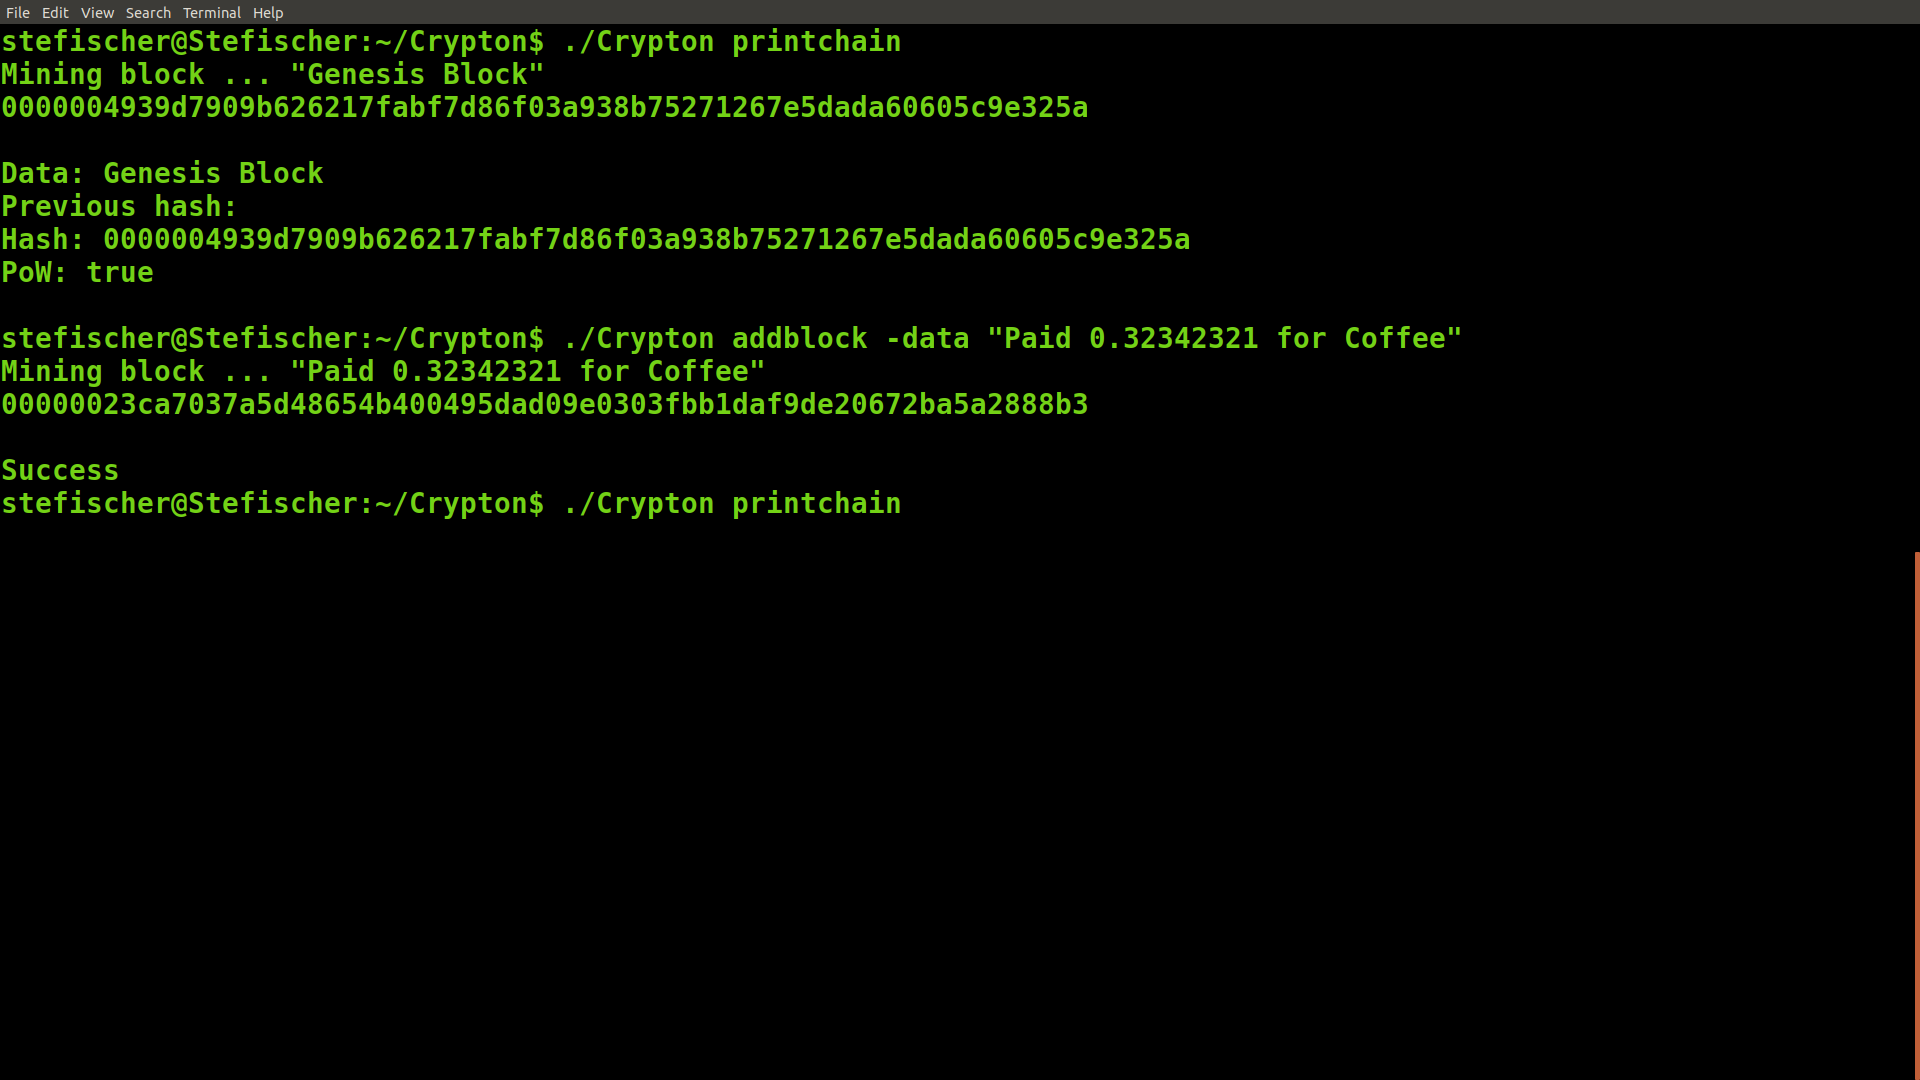 File Edit View Search Terminal Help
stefischer@Stefischer:~/Crypton$ ./Crypton printchain
Mining block ... "Genesis Block"
0000004939d7909b626217fabf7d86f03a938b75271267e5dada60605c9e325a
Data: Genesis Block
Previous hash:
Hash: 0000004939d7909b626217fabf7d86f03a938b75271267e5dada60605c9e325a
PoW: true
stefischer@Stefischer:~/Crypton$ ./Crypton addblock -data "Paid 0.32342321 for Coffee"
Mining block ... "Paid 0.32342321 for Coffee"
00000023ca7037a5d48654b400495dad09e0303fbb1daf9de20672ba5a2888b3
Success
stefischer@Stefischer:~/Crypton$ ./Crypton printchain